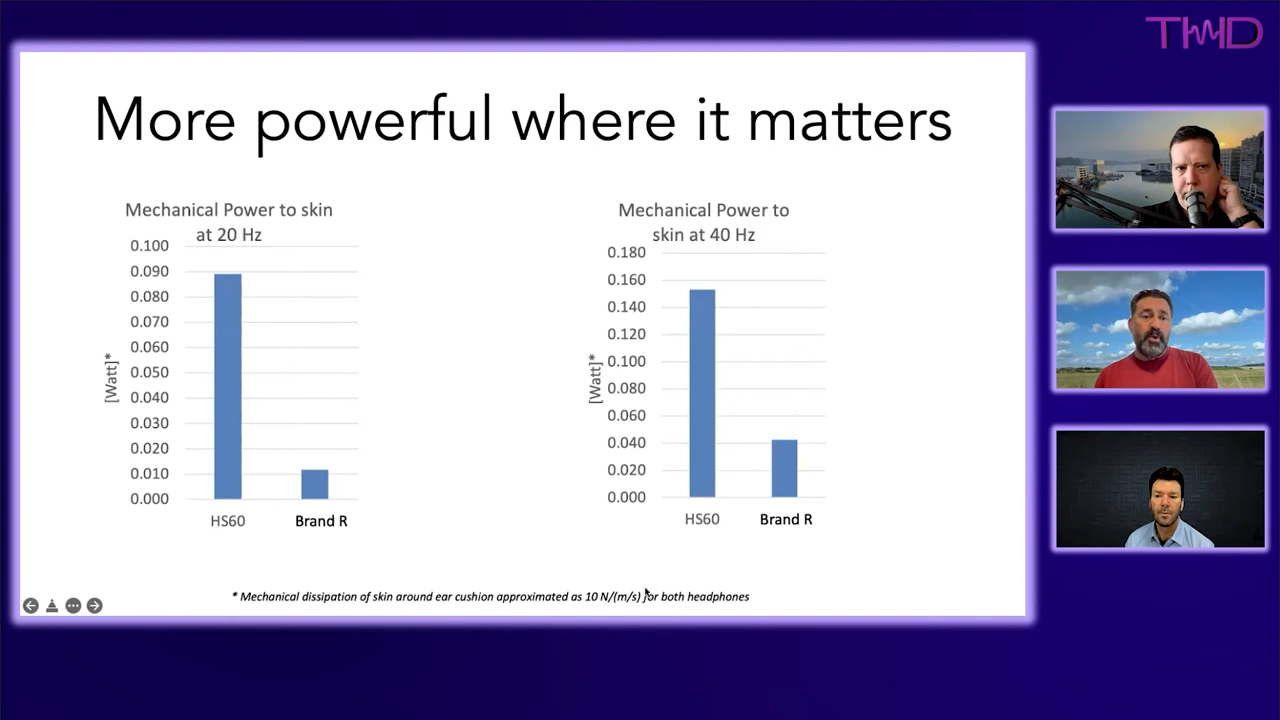 TWD
More powerful where it matters
Mechanical Power to skin
at 20 Hz
0.100
0.090
0.080
0.070
0.060
0.050
0.040
0.030
0.020
0.010
0.000
[Watt]*
HS60
Brand R
Mechanical Power to
skin at 40 Hz
0.180
0.160
0.140
0.120
0.100
0.080
0.060
0.040
0.020
0.000
[Watt]*
HS60
Brand R
* Mechanical dissipation of skin around ear cushion approximated as 10 N/(m/s) for both headphones